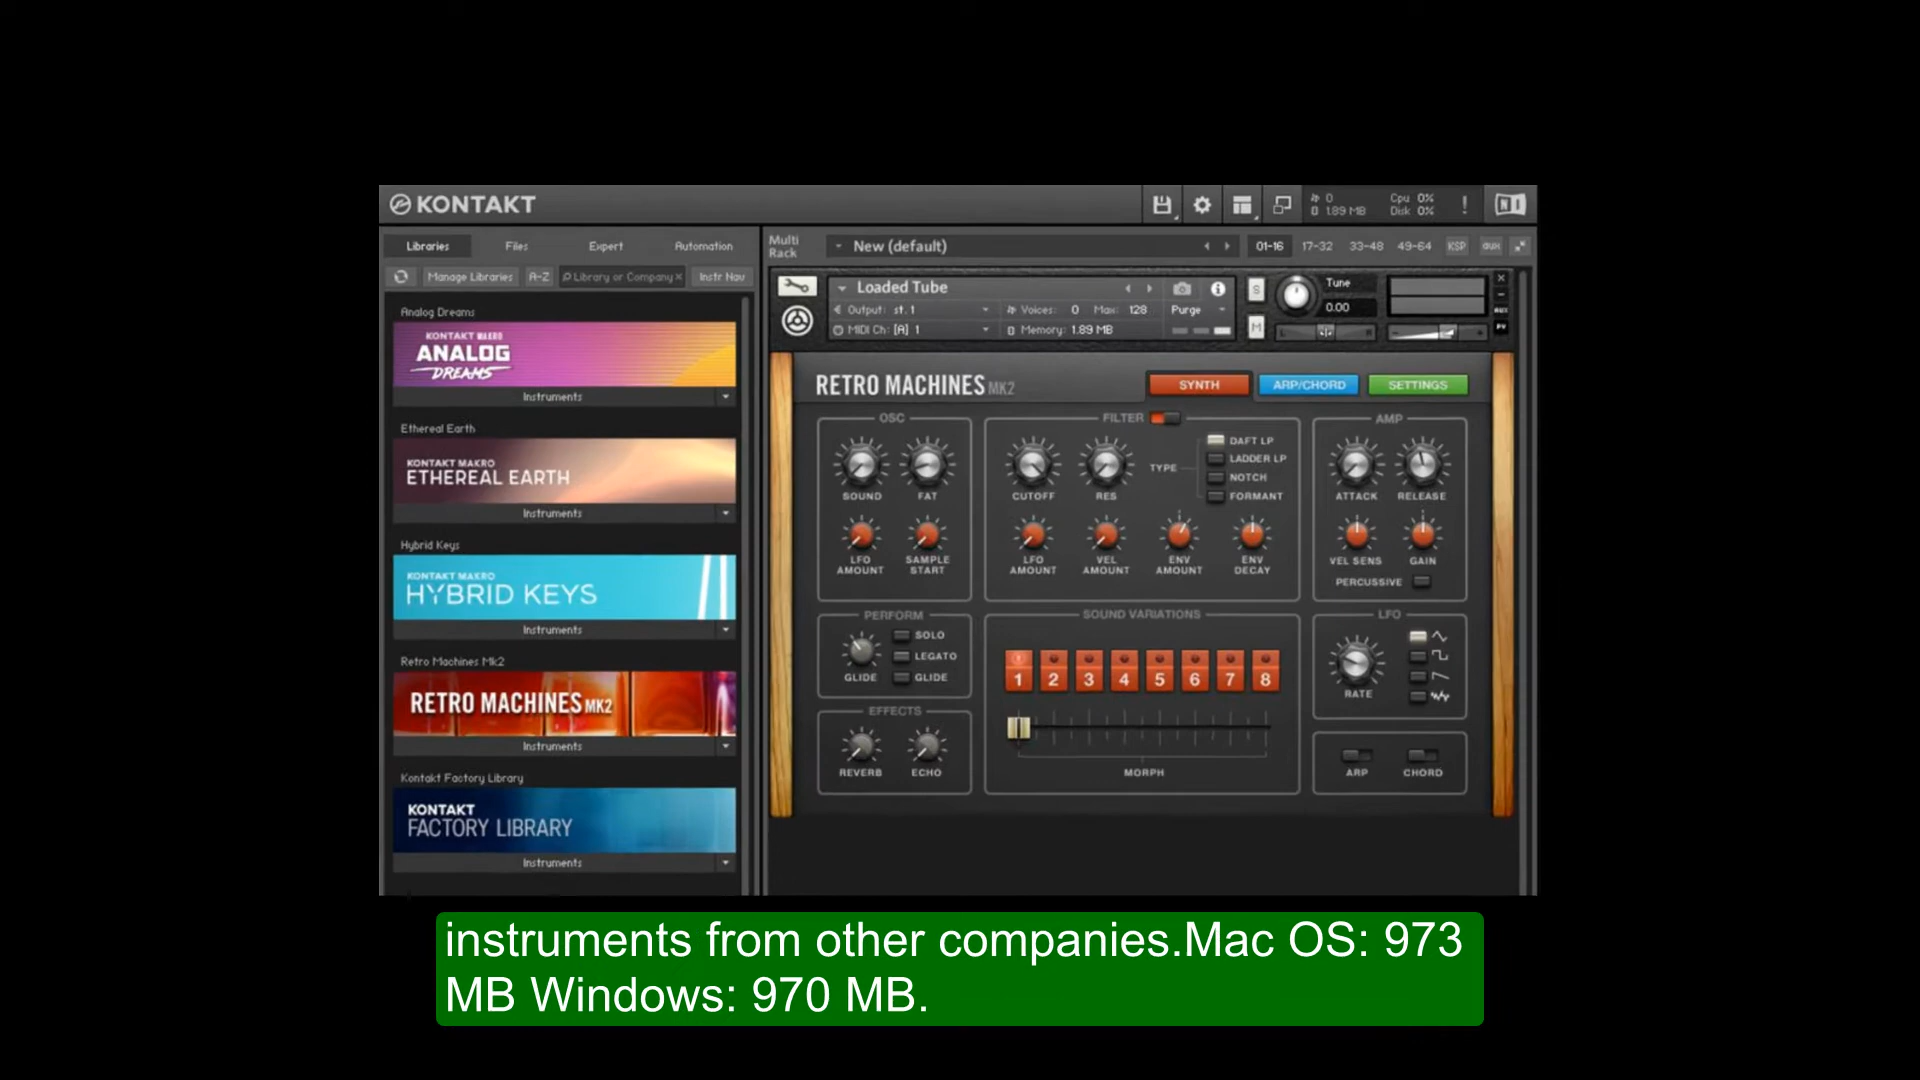 KONTAKT
0
1.89 MB
Cpu 0%
Disk 0%
!
Libraries Files Expert Automation
Manage Libraries A-Z Library or Company × Instr Nav
Analog Dreams
KONTAKT MAKRO
ANALOG
DREAMS
Instruments
Ethereal Earth
KONTAKT MAKRO
ETHEREAL EARTH
Instruments
Hybrid Keys
KONTAKT MAKRO
HYBRID KEYS
Instruments
Retro Machines Mk2
RETRO MACHINES MK2
Instruments
Kontakt Factory Library
KONTAKT
FACTORY LIBRARY
Instruments
Multi
Rack
New (default)
01-16 17-32 33-48 49-64 KSP aux
Loaded Tube
Output: st. 1 Voices: 0 Max: 128 Purge
MIDI Ch: [A] 1 Memory: 1.89 MB
S
M
Tune
0.00
L R
AUX
PV
RETRO MACHINES MK2
SYNTH ARP/CHORD SETTINGS
OSC
SOUND FAT
LFO AMOUNT
SAMPLE START
FILTER
CUTOFF RES TYPE
DAFT LP
LADDER LP
NOTCH
FORMANT
LFO AMOUNT
VEL AMOUNT
ENV AMOUNT
ENV DECAY
AMP
ATTACK RELEASE
VEL SENS GAIN
PERCUSSIVE
PERFORM
GLIDE
SOLO
LEGATO
GLIDE
SOUND VARIATIONS
1 2 3 4 5 6 7 8
MORPH
LFO
RATE
EFFECTS
REVERB ECHO
ARP CHORD
instruments from other companies.Mac OS: 973
MB Windows: 970 MB.